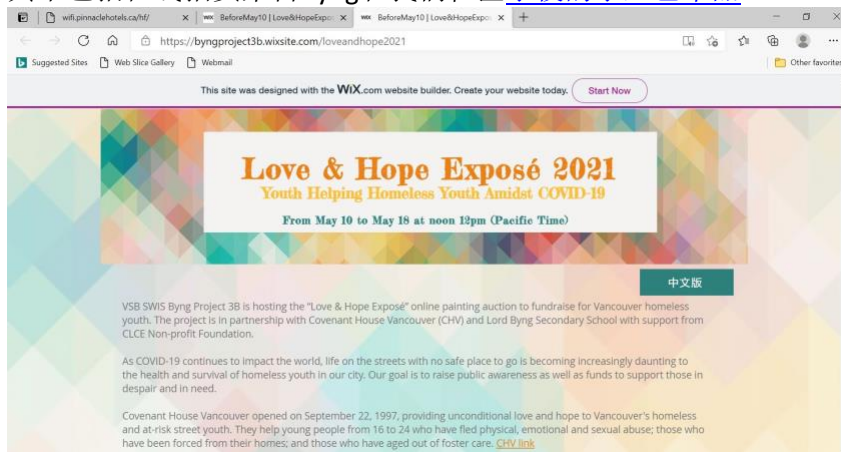 wifi.pinnaclehotels.ca/hf/ × WIX BeforeMay10 | Love&HopeExpo × WIX BeforeMay10 | Love&HopeExpo × +
https://byngproject3b.wixsite.com/loveandhope2021
Suggested Sites Web Slice Gallery Webmail Other favorites
This site was designed with the WiX.com website builder. Create your website today. Start Now
Love & Hope Exposé 2021
Youth Helping Homeless Youth Amidst COVID-19
From May 10 to May 18 at noon 12pm (Pacific Time)
中文版
VSB SWIS Byng Project 3B is hosting the “Love & Hope Exposé” online painting auction to fundraise for Vancouver homeless
youth. The project is in partnership with Covenant House Vancouver (CHV) and Lord Byng Secondary School with support from
CLCE Non-profit Foundation.
As COVID-19 continues to impact the world, life on the streets with no safe place to go is becoming increasingly daunting to
the health and survival of homeless youth in our city. Our goal is to raise public awareness as well as funds to support those in
despair and in need.
Covenant House Vancouver opened on September 22, 1997, providing unconditional love and hope to Vancouver's homeless
and at-risk street youth. They help young people from 16 to 24 who have fled physical, emotional and sexual abuse; those who
have been forced from their homes; and those who have aged out of foster care. CHV link